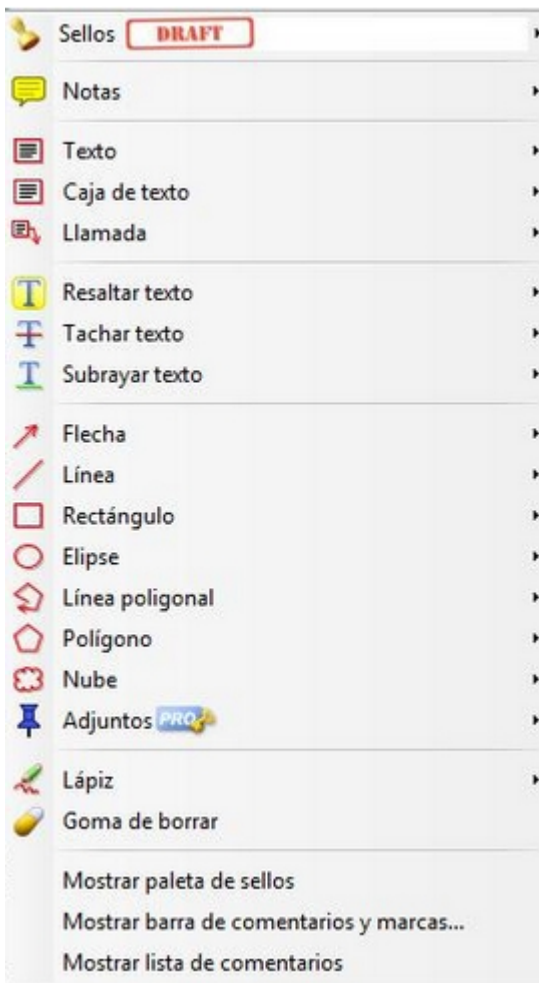 Sellos DRAFT
Notas
Texto
Caja de texto
Llamada
Resaltar texto
Tachar texto
Subrayar texto
Flecha
Línea
Rectángulo
Elipse
Línea poligonal
Polígono
Nube
Adjuntos PRO
Lápiz
Goma de borrar
Mostrar paleta de sellos
Mostrar barra de comentarios y marcas...
Mostrar lista de comentarios